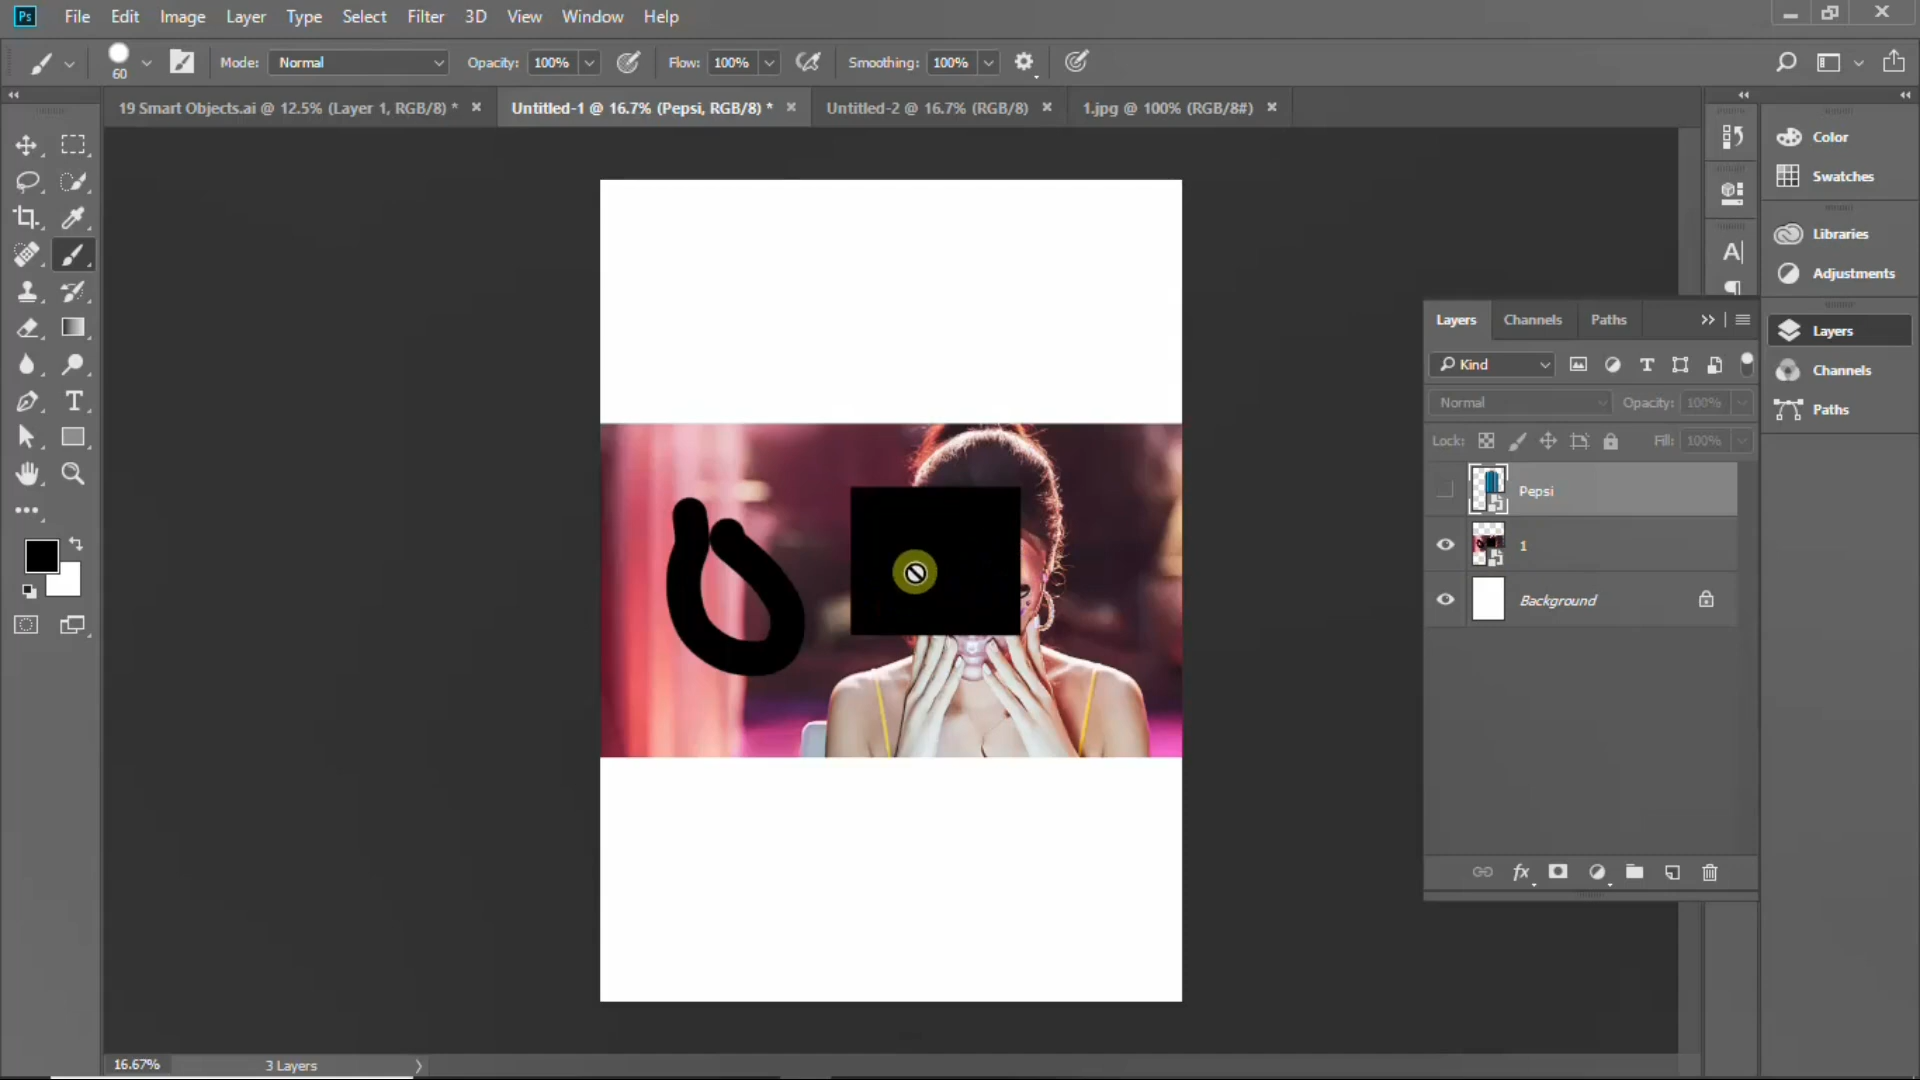 Ps File Edit Image Layer Type Select Filter 3D View Window Help
60 Mode: Normal Opacity: 100% Flow: 100% Smoothing: 100%
19 Smart Objects.ai @ 12.5% (Layer 1, RGB/8) * Untitled-1 @ 16.7% (Pepsi, RGB/8) * Untitled-2 @ 16.7% (RGB/8) 1.jpg @ 100% (RGB/8#)
Color
Swatches
Libraries
Adjustments
Layers
Channels
Paths
Layers Channels Paths
Kind
Normal Opacity: 100%
Lock: Fill: 100%
Pepsi
1
Background
fx
16.67% 3 Layers